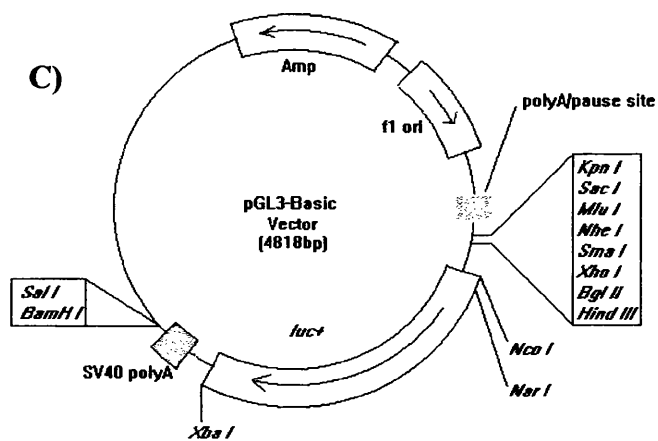 C)
Amp
f1 ori
polyA/pause site
Kpn I
Sac I
Mlu I
Nhe I
Sma I
Xho I
Bgl II
Hind III
pGL3-Basic
Vector
(4818bp)
Sal I
BamH I
luc+
Nco I
Nar I
SV40 polyA
Xba I